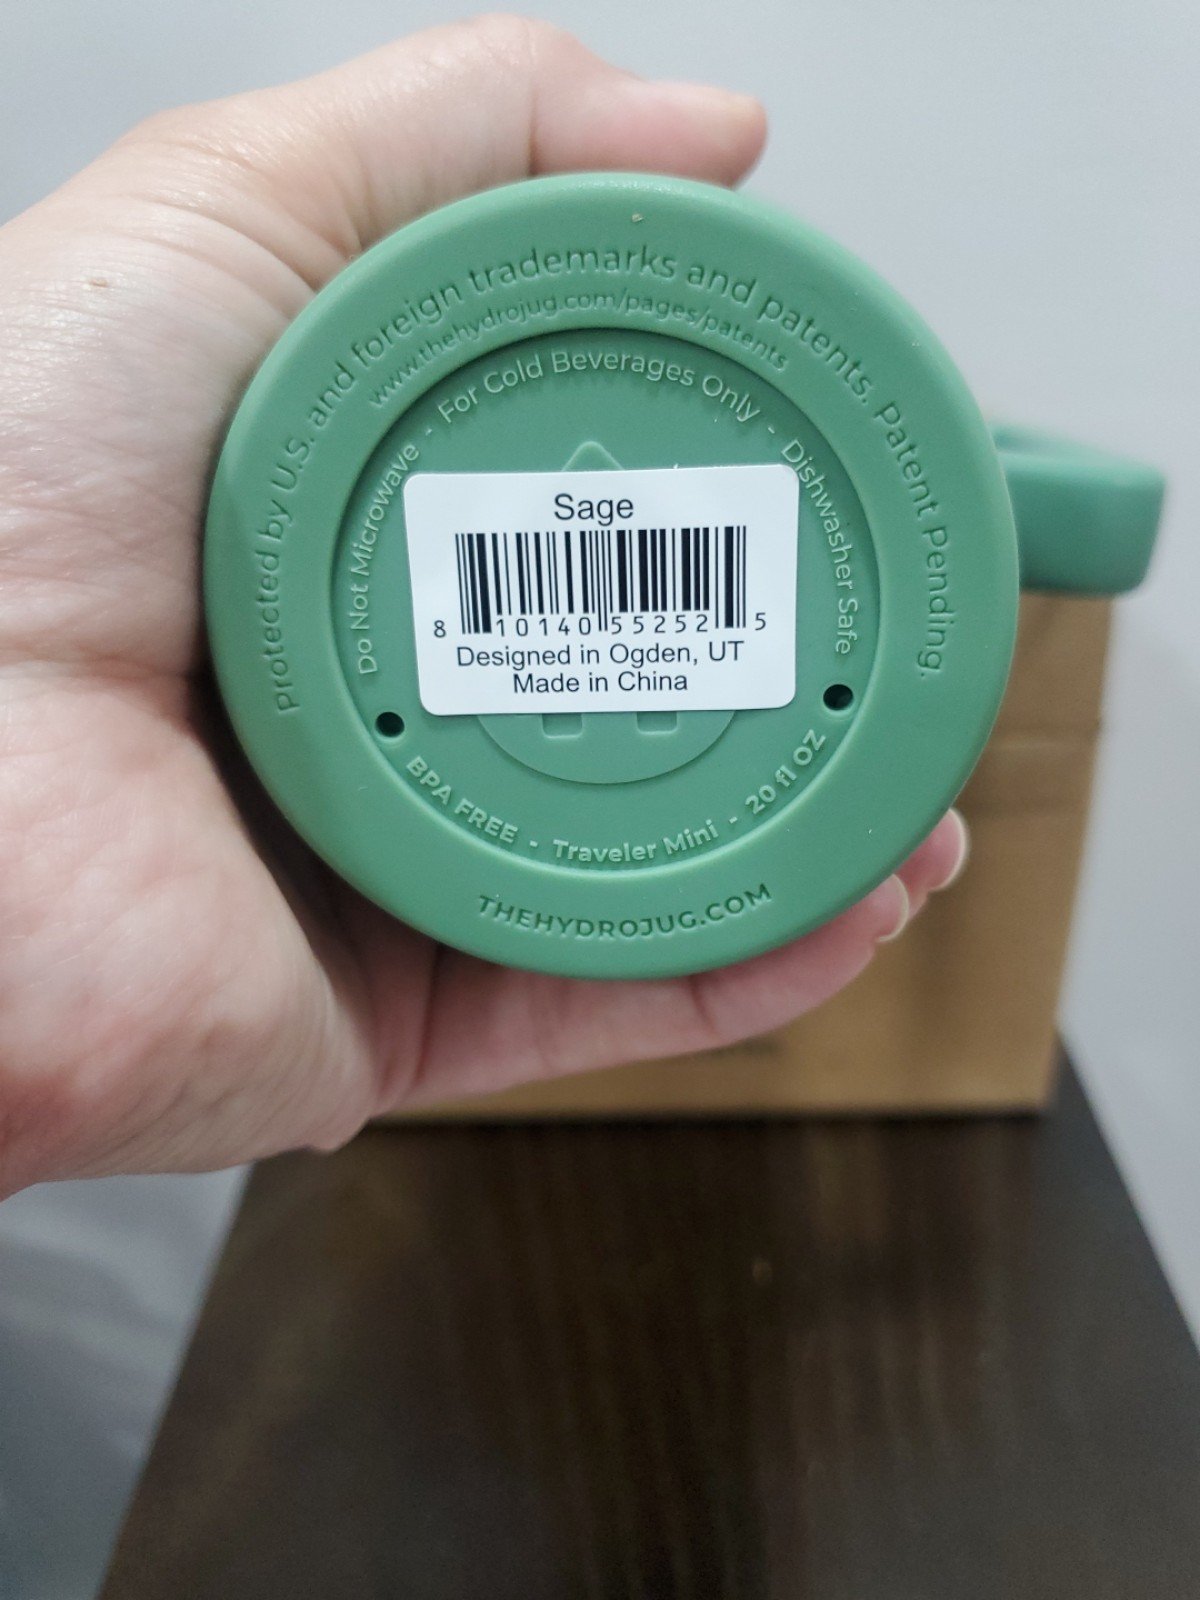 Protected by U.S. and foreign trademarks and patents. Patent Pending.
www.thehydrojug.com/pages/patents
Do Not Microwave - For Cold Beverages Only - Dishwasher Safe
Sage
8 10140 55252 5
Designed in Ogden, UT
Made in China
BPA FREE - Traveler Mini - 20 fl OZ
THEHYDROJUG.COM